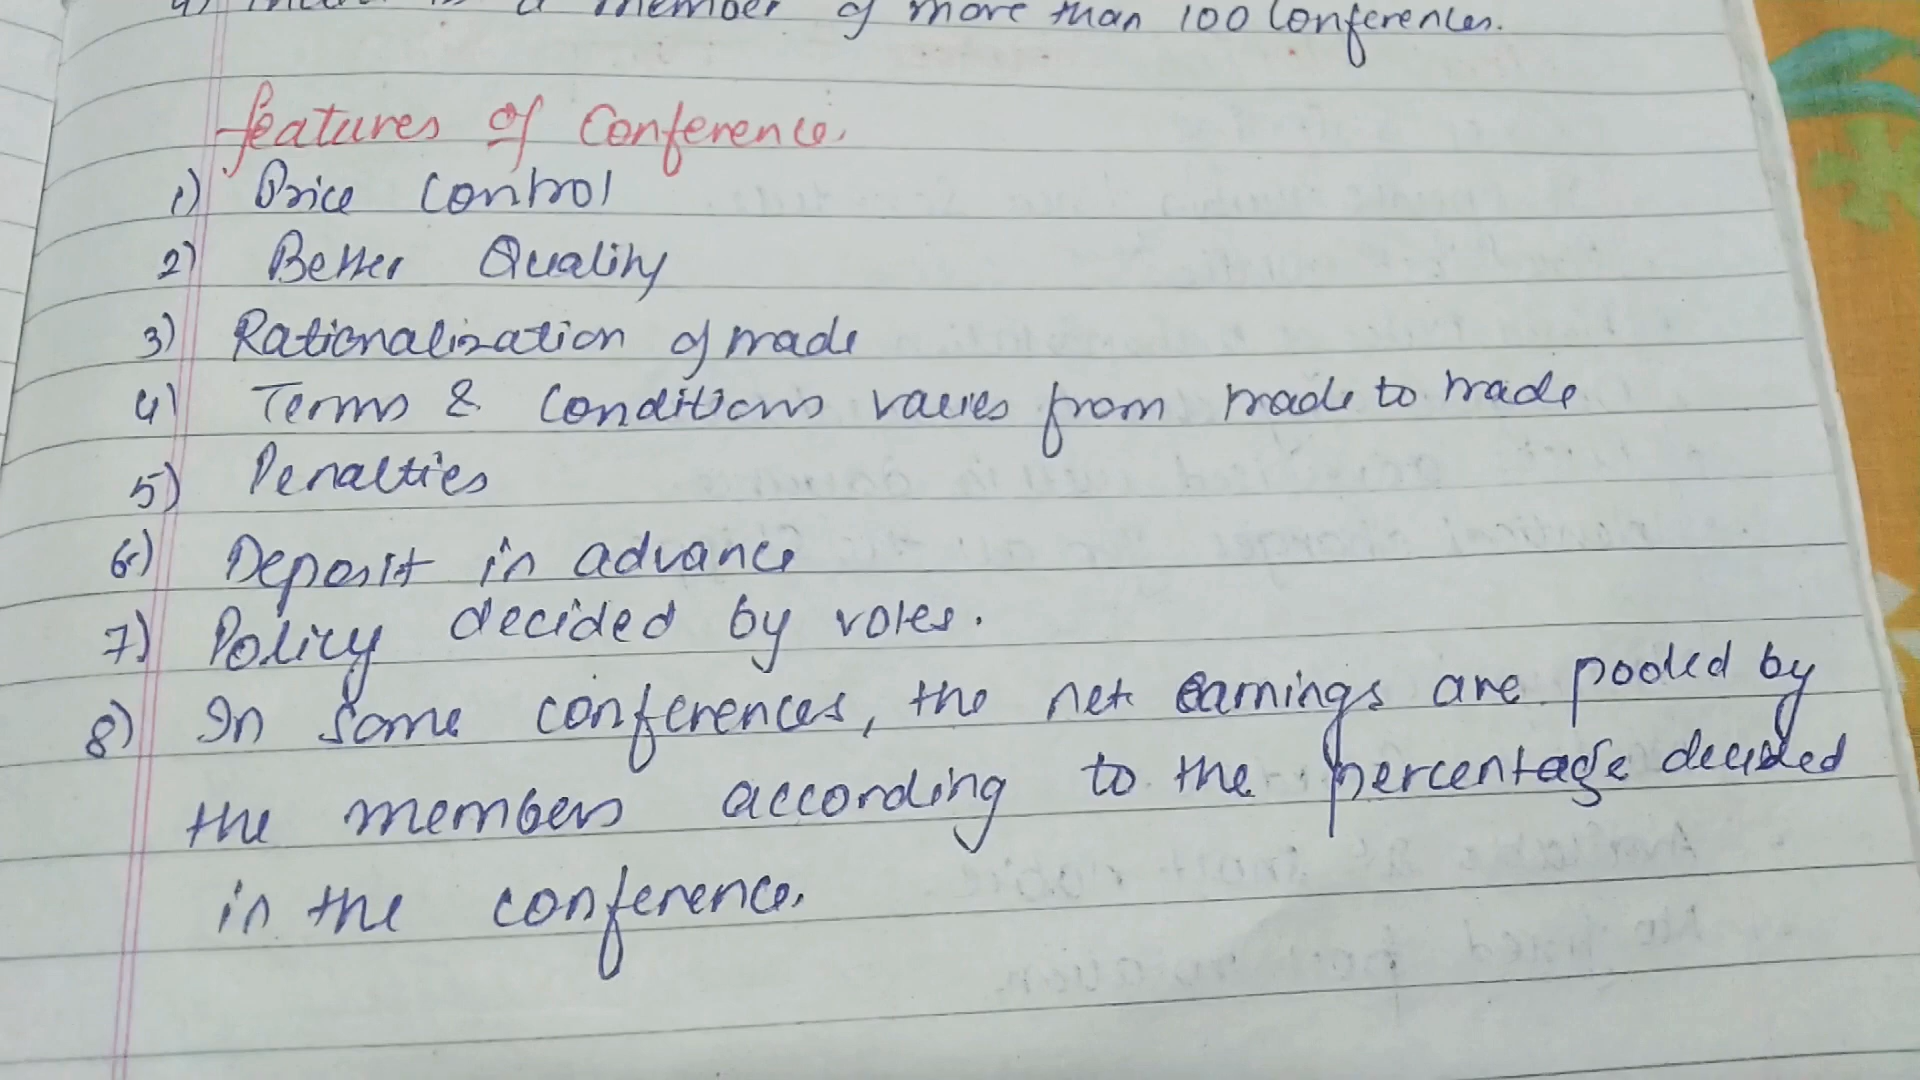 is a member of more than 100 Conferences.
features of Conference.
1) Price Control
2) Better Quality
3) Rationalization of trade
4) Terms & Conditions varies from trade to trade
5) Penalties
6) Deposit in advance
7) Policy decided by votes.
8) In some conferences, the net earnings are pooled by
the members according to the percentage decided
in the conference.